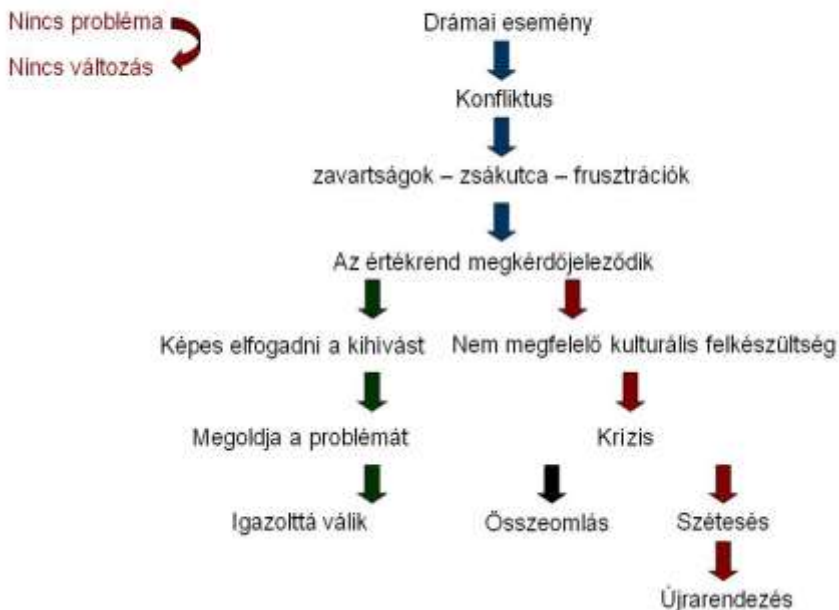 Nincs probléma
Nincs változás
Drámai esemény
Konfliktus
zavartságok – zsákutca – frusztrációk
Az értékrend megkérdőjeleződik
Képes elfogadni a kihivást
Nem megfelelő kulturális felkészültség
Megoldja a problémát
Krízis
Igazolttá válik
Összeomlás
Szétesés
Újrarendezés